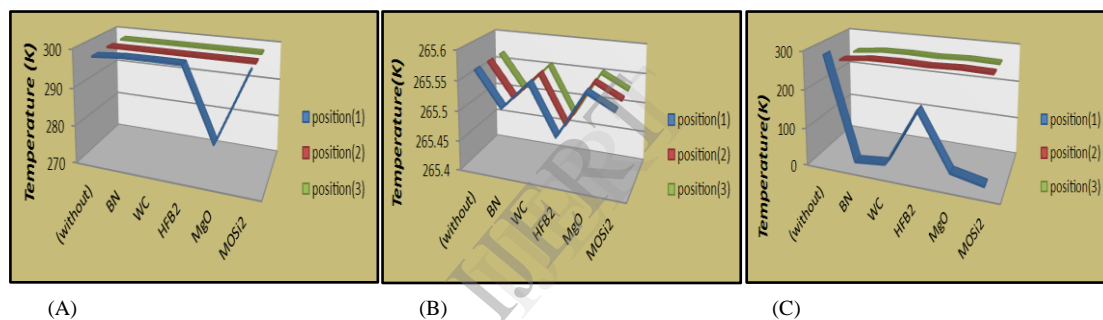 Temperature (K)
300
290
280
270
(without)
BN
WC
HFB2
MgO
MOSi2
position(1)
position(2)
position(3)
Temperature(K)
265.6
265.55
265.5
265.45
265.4
(without)
BN
WC
HFB2
MgO
MOSi2
position(1)
position(2)
position(3)
Temperature(K)
300
200
100
0
(without)
BN
WC
HFB2
MgO
MOSi2
position(1)
position(2)
position(3)
IJERT
(A)
(B)
(C)